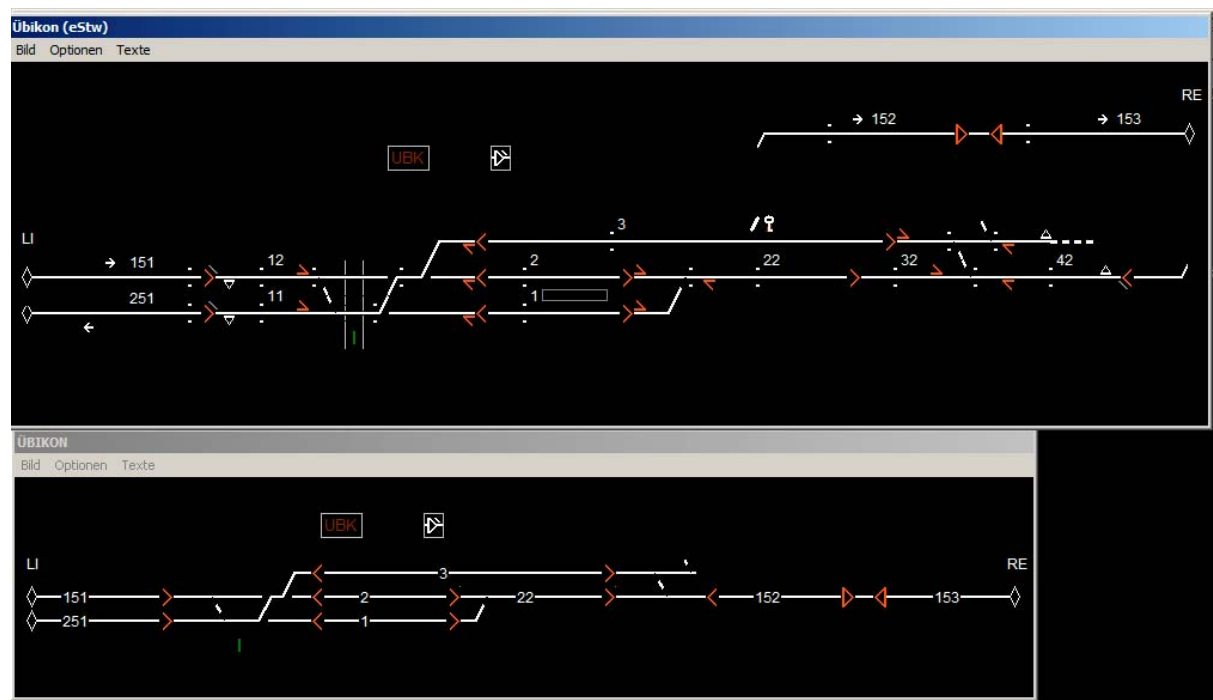 Übikon (eStw)
Bild Optionen Texte
RE
→ 152 → 153
UBK
3
LI
→ 151 12 2 22 32 42
251 11 1
←
ÜBIKON
Bild Optionen Texte
UBK
LI RE
3
151 2 22 152 153
251 1